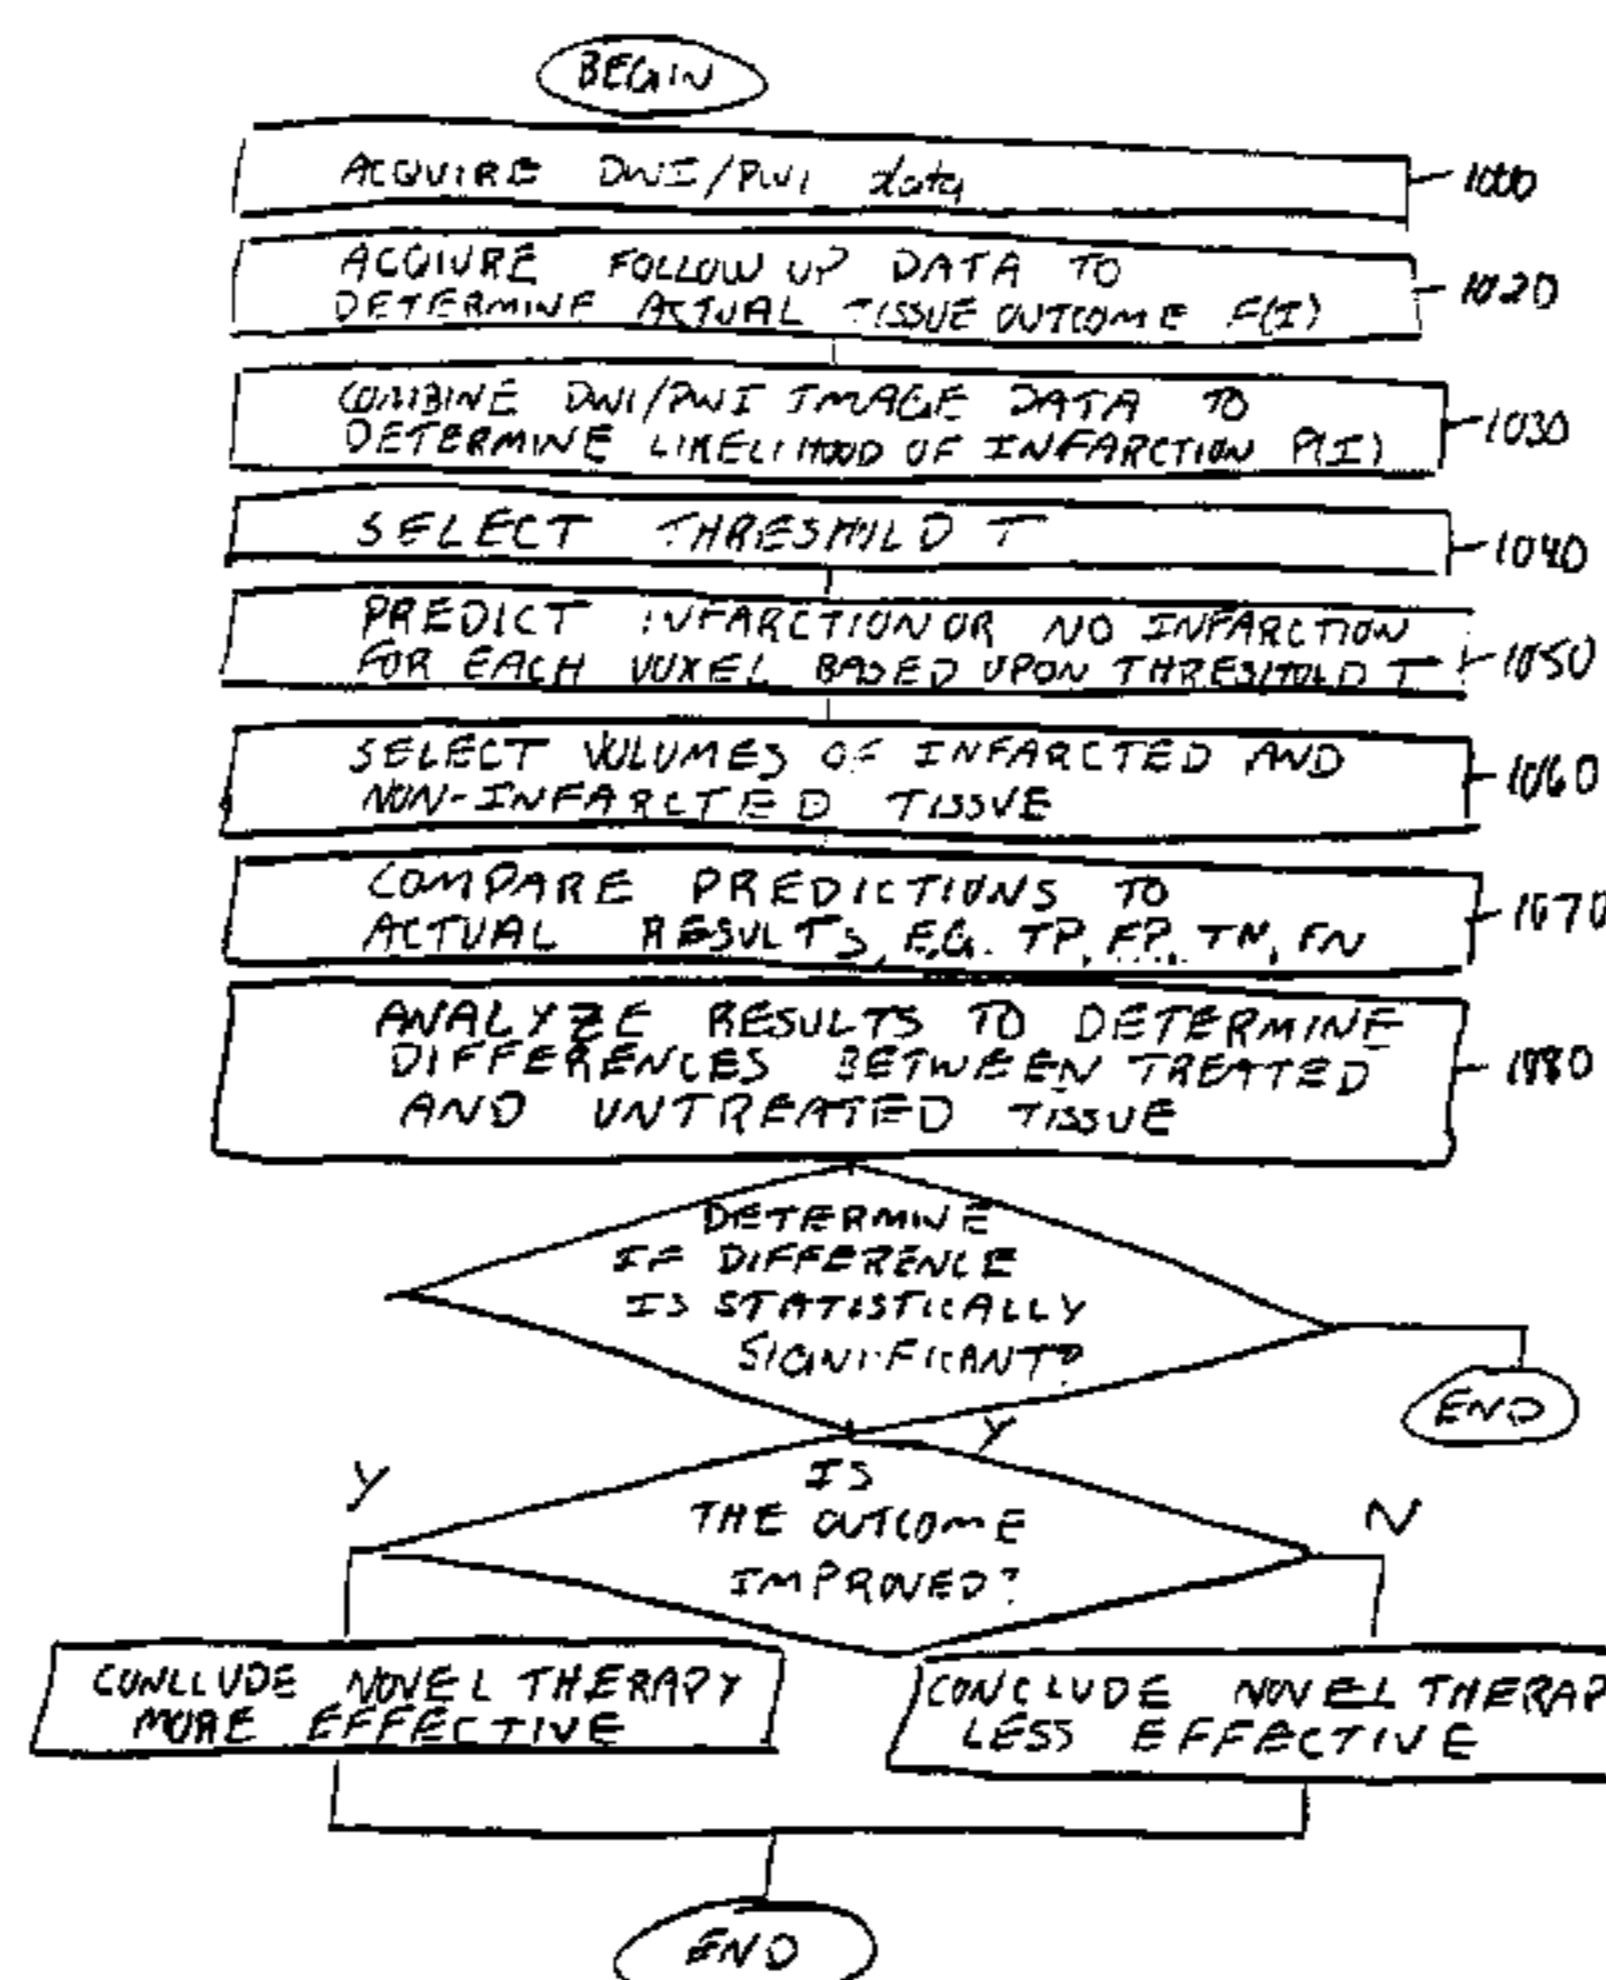 BEGIN
ACQUIRE DWI/PWI data
1000
ACQIURE FOLLOW UP DATA TO
DETERMINE ACTUAL TISSUE OUTCOME F(I)
1020
COMBINE DWI/PWI IMAGE DATA TO
DETERMINE LIKELIHOOD OF INFARCTION P(I)
1030
SELECT THRESHOLD T
1040
PREDICT INFARCTION OR NO INFARCTION
FOR EACH VOXEL BASED UPON THRESHOLD T
1050
SELECT VOLUMES OF INFARCTED AND
NON-INFARCTED TISSUE
1060
COMPARE PREDICTIONS TO
ACTUAL RESULTS, E.G. TP, FP, TN, FN
1070
ANALYZE RESULTS TO DETERMINE
DIFFERENCES BETWEEN TREATED
AND UNTREATED TISSUE
1080
DETERMINE
IF DIFFERENCE
IS STATISTICALLY
SIGNIFICANT?
END
Y
IS
THE OUTCOME
IMPROVED?
Y
N
CONCLUDE NOVEL THERAPY
MORE EFFECTIVE
CONCLUDE NOVEL THERAP
LESS EFFECTIVE
END